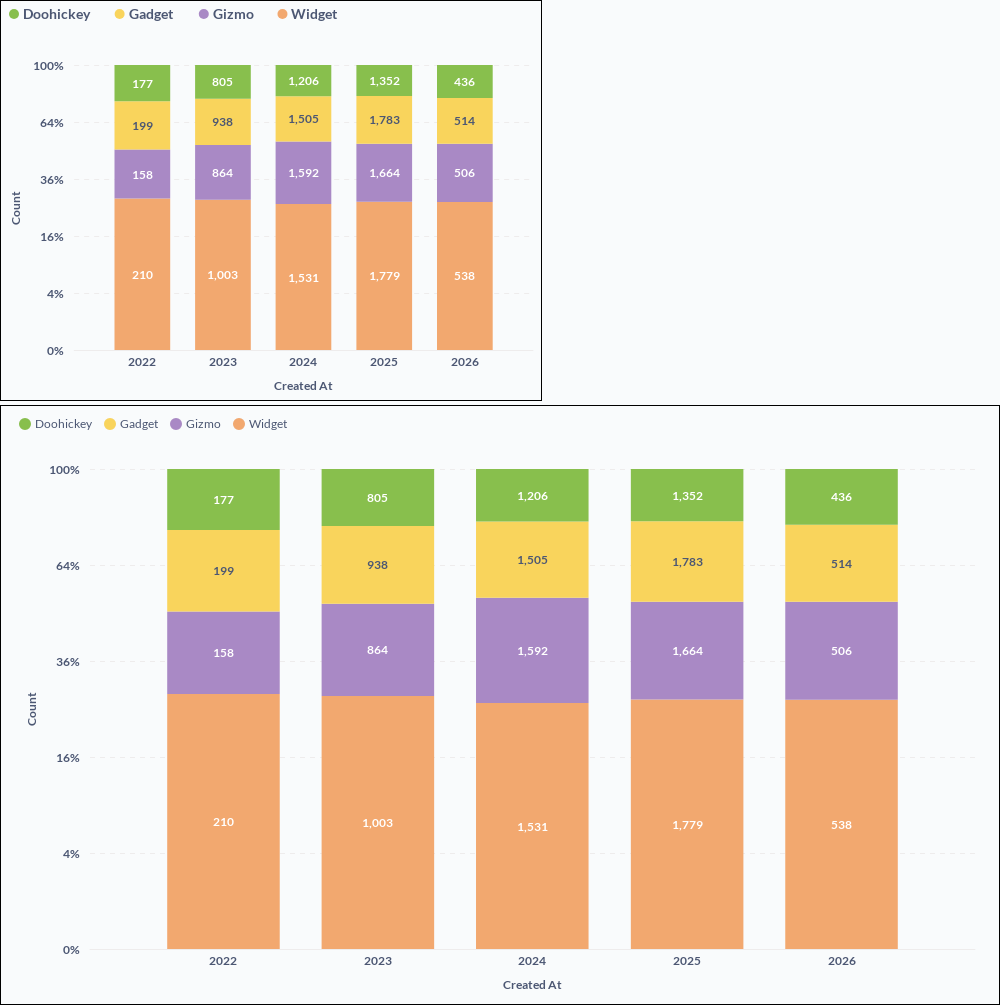 Doohickey Gadget Gizmo Widget
100%
177 805 1,206 1,352 436
64%
199 938 1,505 1,783 514
36%
158 864 1,592 1,664 506
Count
16%
210 1,003 1,531 1,779 538
4%
0%
2022 2023 2024 2025 2026
Created At
Doohickey Gadget Gizmo Widget
100%
177 805 1,206 1,352 436
64%
199 938 1,505 1,783 514
36%
158 864 1,592 1,664 506
Count
16%
210 1,003 1,531 1,779 538
4%
0%
2022 2023 2024 2025 2026
Created At